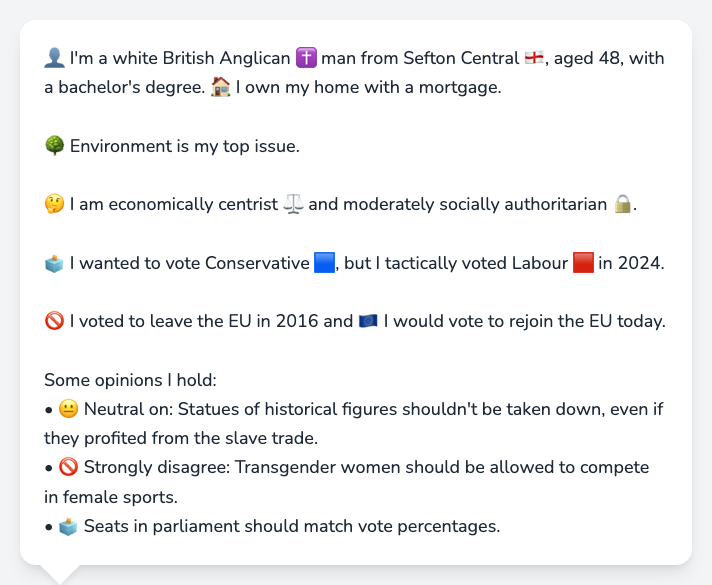 👤 I'm a white British Anglican ✝️ man from Sefton Central 🏴󠁧󠁢󠁥󠁮󠁧󠁿, aged 48, with
a bachelor's degree. 🏠 I own my home with a mortgage.
🌳 Environment is my top issue.
🤔 I am economically centrist ⚖️ and moderately socially authoritarian 🔒.
🗳️ I wanted to vote Conservative 🟦, but I tactically voted Labour 🟥 in 2024.
🚫 I voted to leave the EU in 2016 and 🇪🇺 I would vote to rejoin the EU today.
Some opinions I hold:
• 😐 Neutral on: Statues of historical figures shouldn't be taken down, even if
they profited from the slave trade.
• 🚫 Strongly disagree: Transgender women should be allowed to compete
in female sports.
• 🗳️ Seats in parliament should match vote percentages.